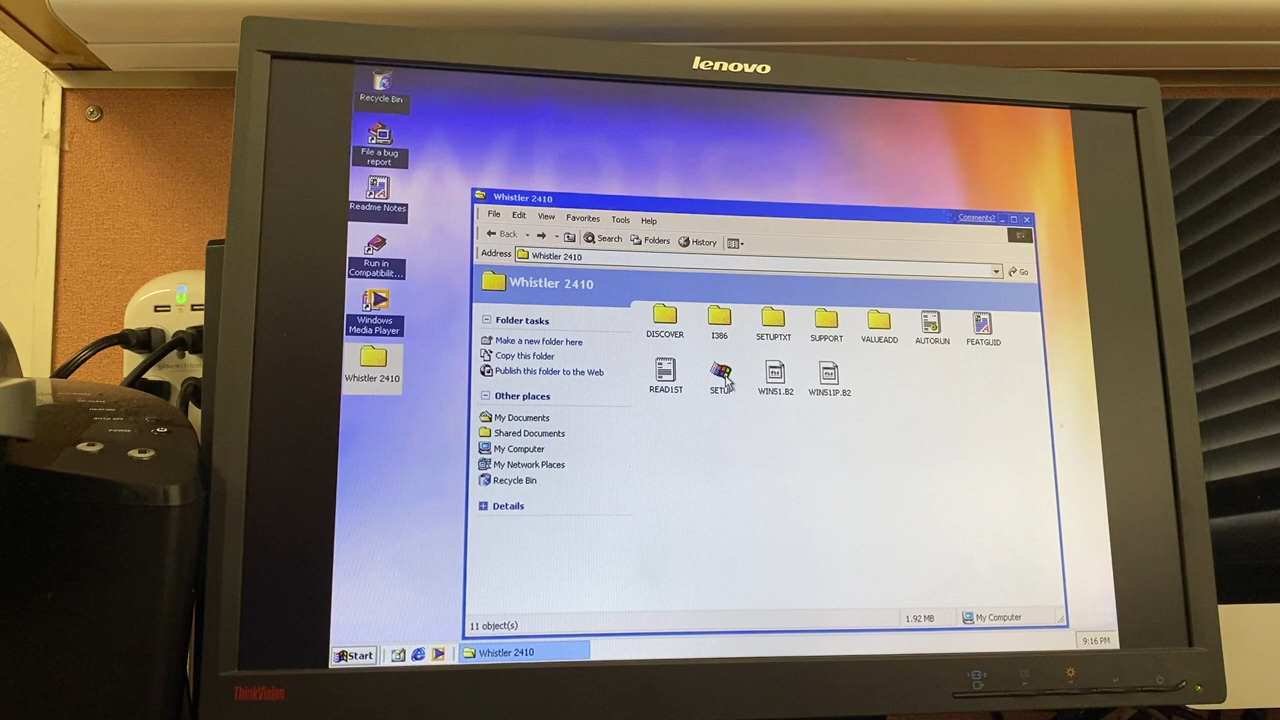 lenovo
Recycle Bin
File a bug
report
Readme Notes
Run in
Compatibilit...
Windows
Media Player
Whistler 2410
Whistler 2410
File Edit View Favorites Tools Help
Comments?
Back
Search Folders History
Address Whistler 2410
Go
Whistler 2410
Folder tasks
Make a new folder here
Copy this folder
Publish this folder to the Web
Other places
My Documents
Shared Documents
My Computer
My Network Places
Recycle Bin
Details
DISCOVER I386 SETUPTXT SUPPORT VALUEADD AUTORUN FEATGUID
READ1ST SETUP WIN51.B2 WIN51IP.B2
11 object(s)
1.92 MB
My Computer
Start
Whistler 2410
9:16 PM
ThinkVision
POWER